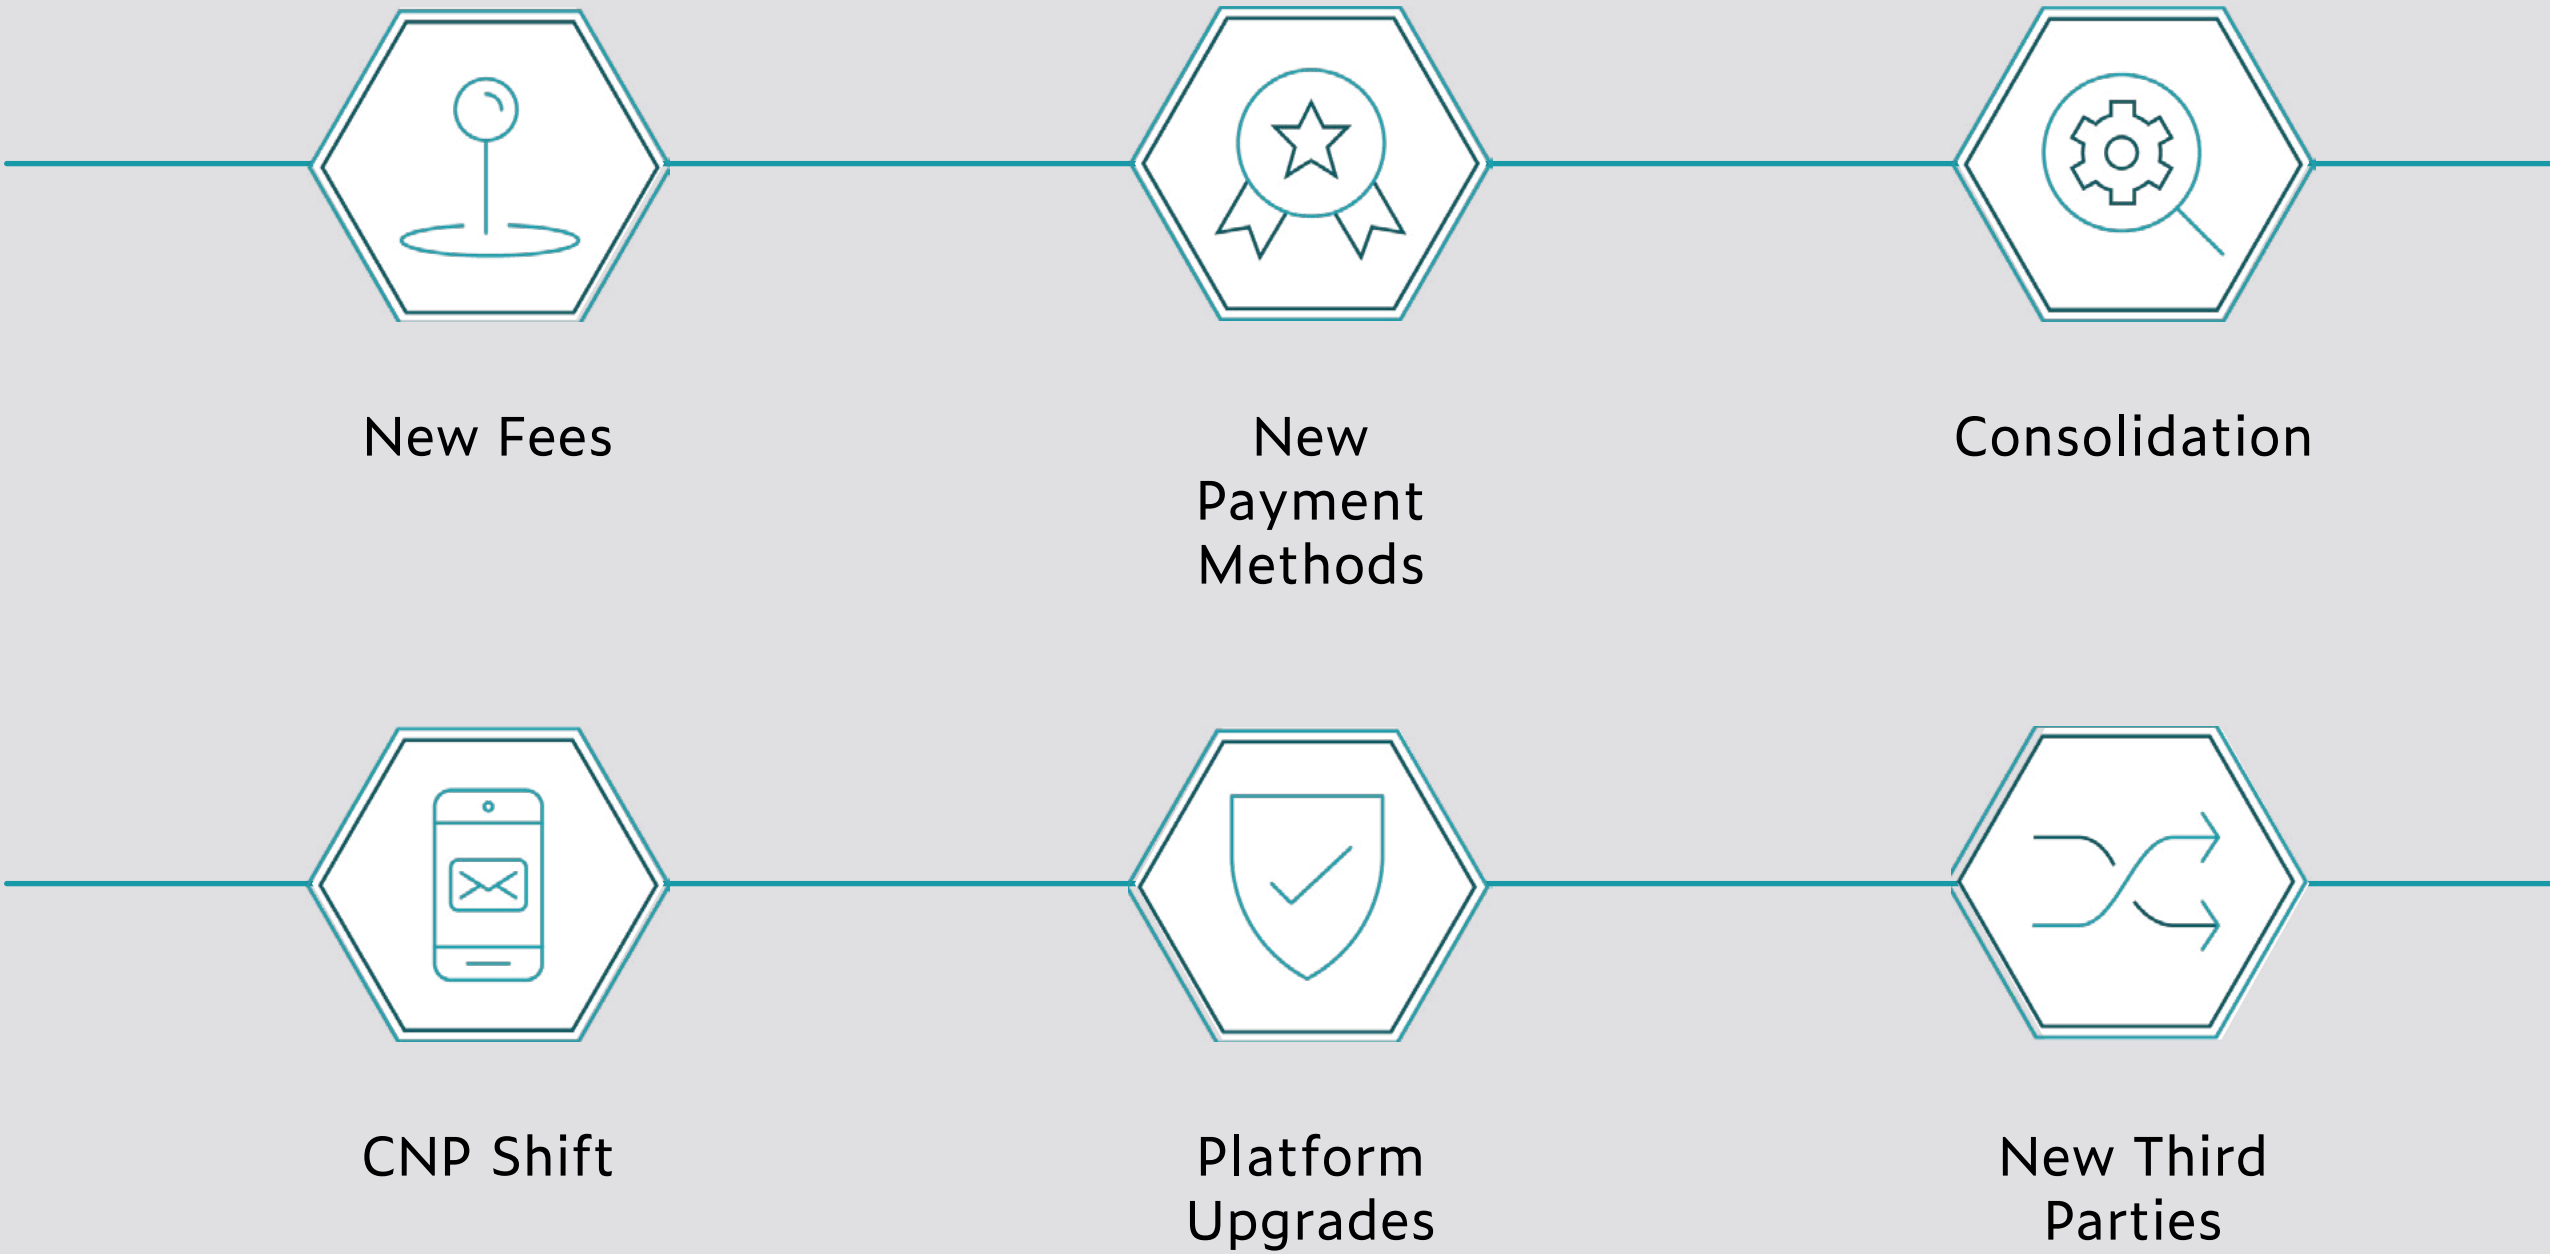 New Fees
New
Payment
Methods
Consolidation
CNP Shift
Platform
Upgrades
New Third
Parties